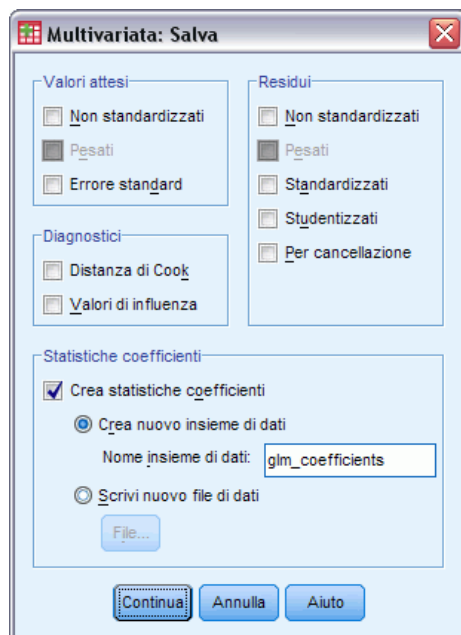 Multivariata: Salva
Valori attesi
Non standardizzati
Pesati
Errore standard
Diagnostici
Distanza di Cook
Valori di influenza
Residui
Non standardizzati
Pesati
Standardizzati
Studentizzati
Per cancellazione
Statistiche coefficienti
Crea statistiche coefficienti
Crea nuovo insieme di dati
Nome insieme di dati: glm_coefficients
Scrivi nuovo file di dati
File...
Continua Annulla Aiuto